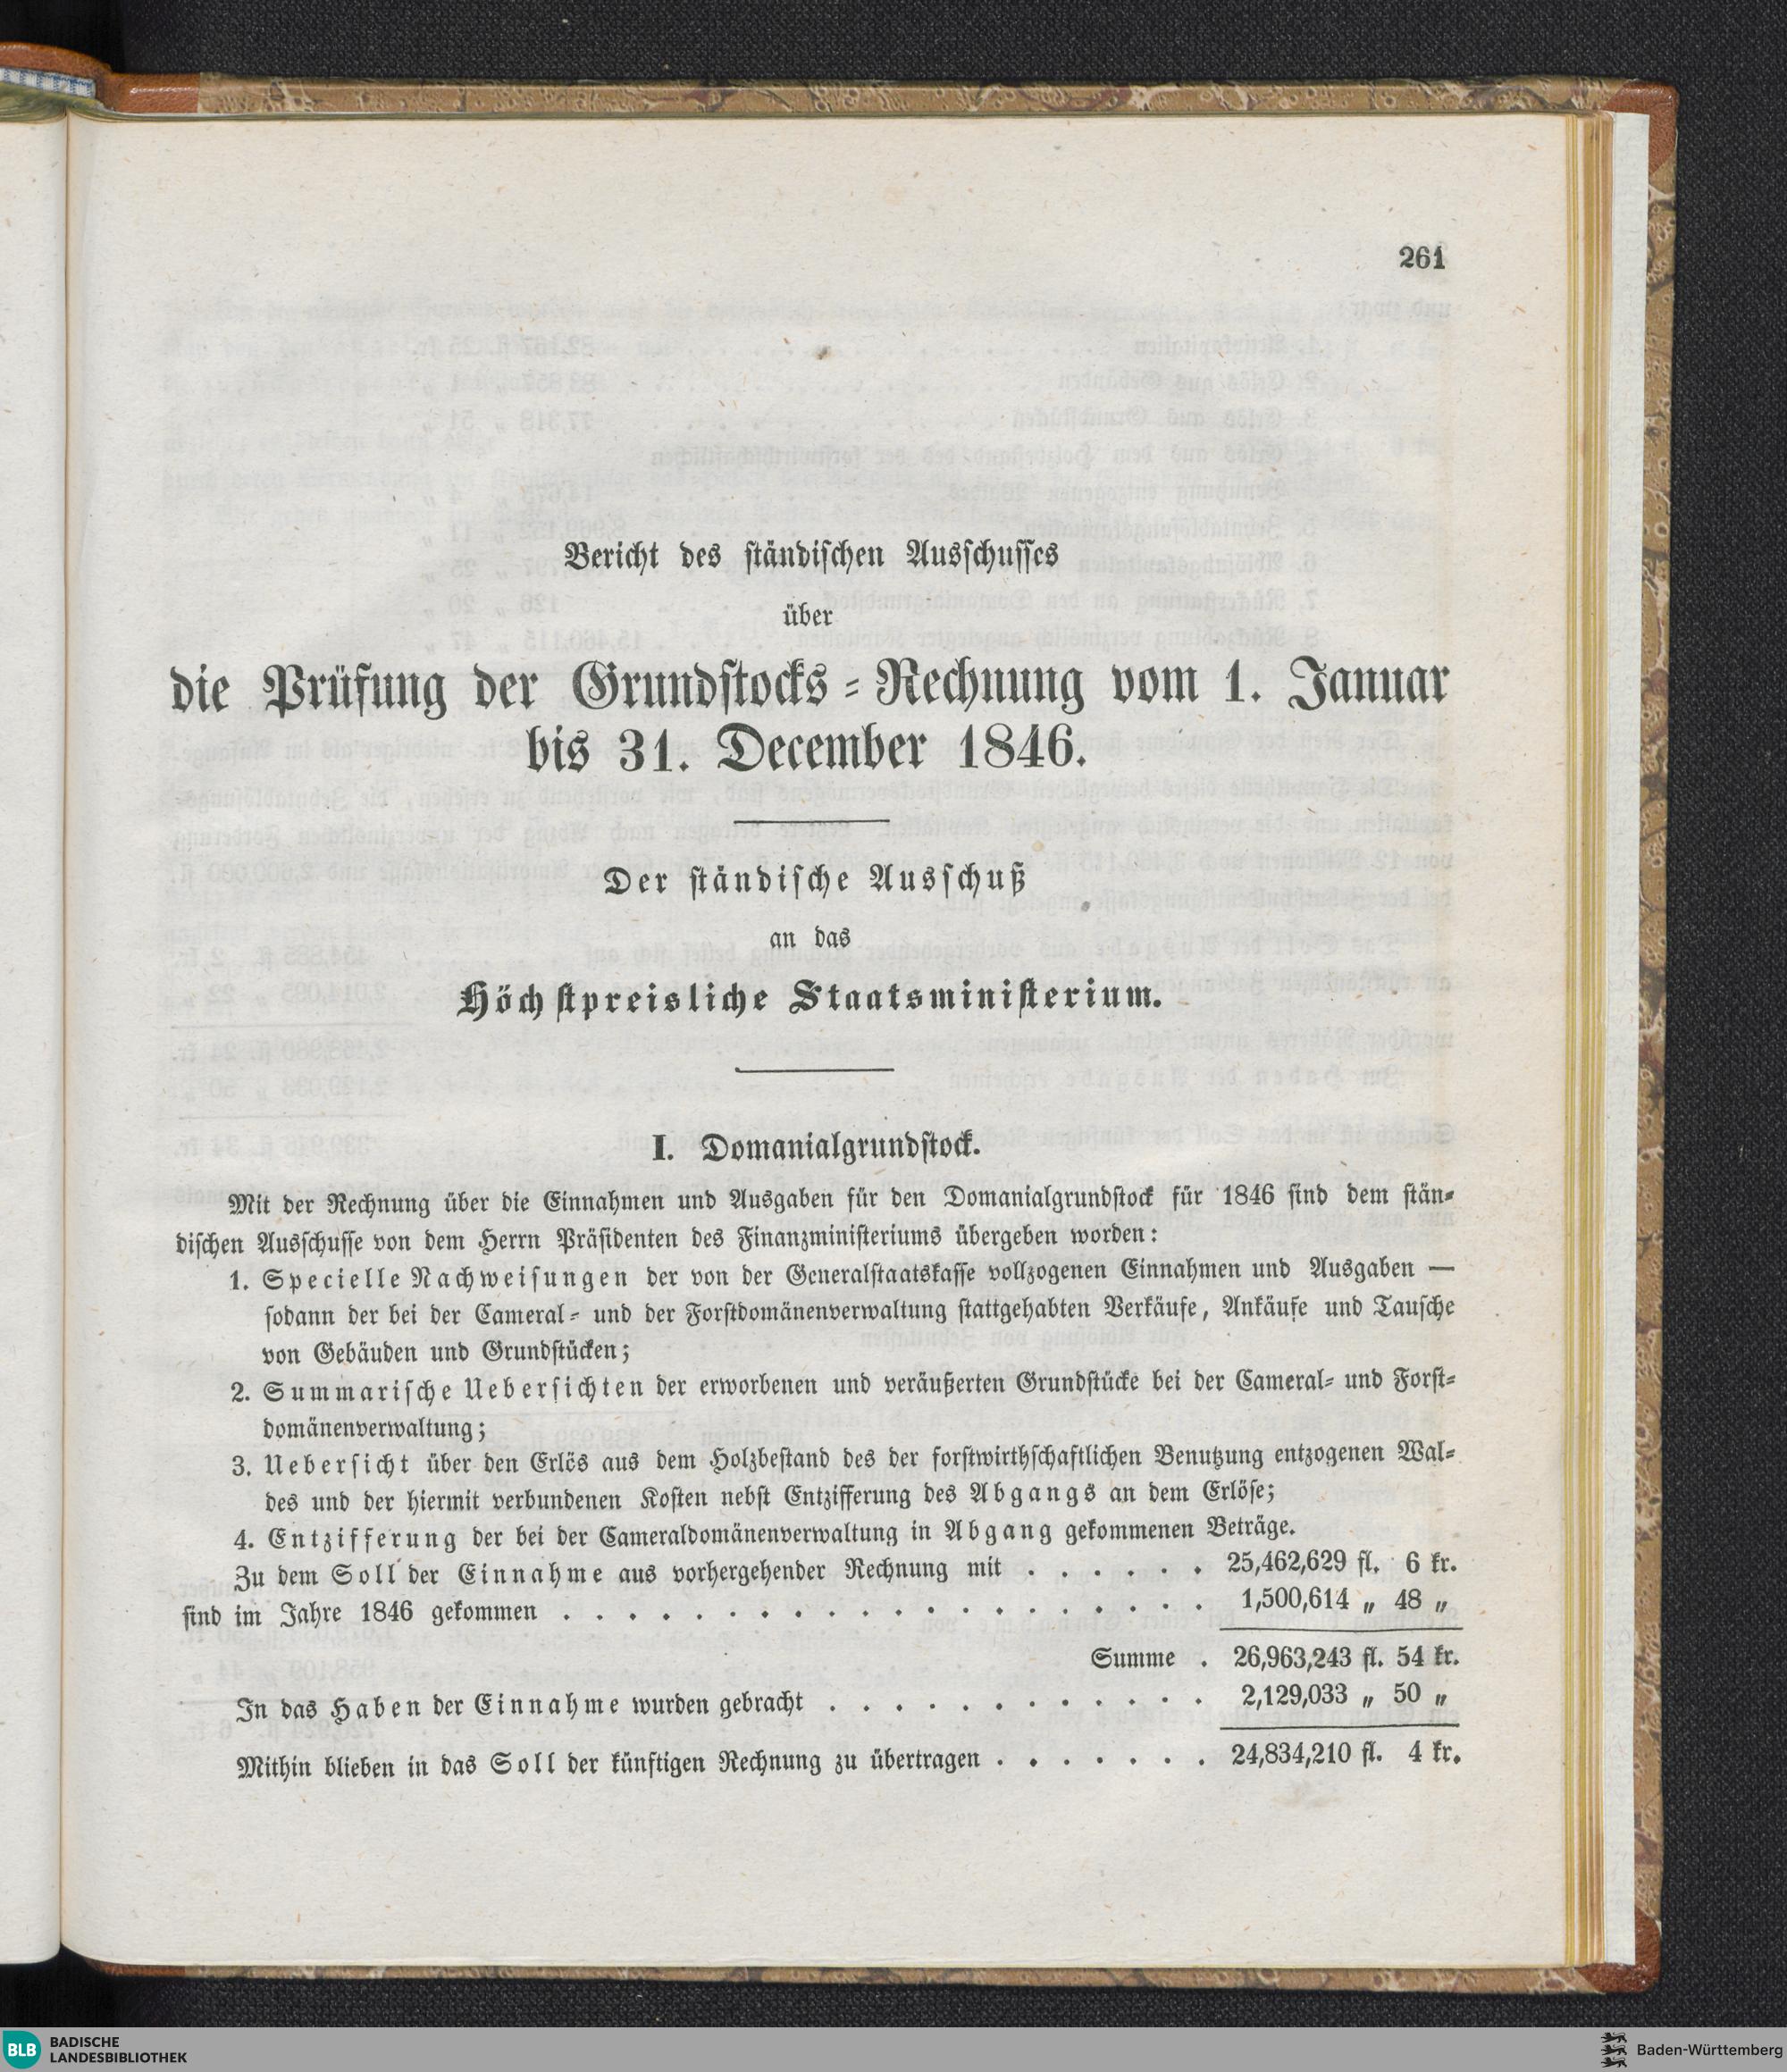 261
Bericht des ständischen Ausschusses
über
die Prüfung der Grundstocks-Rechnung vom 1. Januar
bis 31. December 1846.
Der ständische Ausschuß
an das
Höchstpreisliche Staatsministerium.
I. Domanialgrundstock.
Mit der Rechnung über die Einnahmen und Ausgaben für den Domanialgrundstock für 1846 sind dem stän-
dischen Ausschusse von dem Herrn Präsidenten des Finanzministeriums übergeben worden:
1. Specielle Nachweisungen der von der Generalstaatskasse vollzogenen Einnahmen und Ausgaben —
sodann der bei der Cameral- und der Forstdomänenverwaltung stattgehabten Verkäufe, Ankäufe und Tausche
von Gebäuden und Grundstücken;
2. Summarische Uebersichten der erworbenen und veräußerten Grundstücke bei der Cameral- und Forst-
domänenverwaltung;
3. Uebersicht über den Erlös aus dem Holzbestand des der forstwirthschaftlichen Benutzung entzogenen Wal-
des und der hiermit verbundenen Kosten nebst Entzifferung des Abgangs an dem Erlöse;
4. Entzifferung der bei der Cameraldomänenverwaltung in Abgang gekommenen Beträge.
Zu dem Soll der Einnahme aus vorhergehender Rechnung mit . . . . . . 25,462,629 fl. 6 kr.
sind im Jahre 1846 gekommen . . . . . . . . . . . . . . . . . . . . 1,500,614 „ 48 „
Summe . 26,963,243 fl. 54 kr.
In das Haben der Einnahme wurden gebracht . . . . . . . . . . . . 2,129,033 „ 50 „
Mithin blieben in das Soll der künftigen Rechnung zu übertragen . . . . . . . 24,834,210 fl. 4 kr.
BLB BADISCHE
LANDESBIBLIOTHEK
Baden-Württemberg